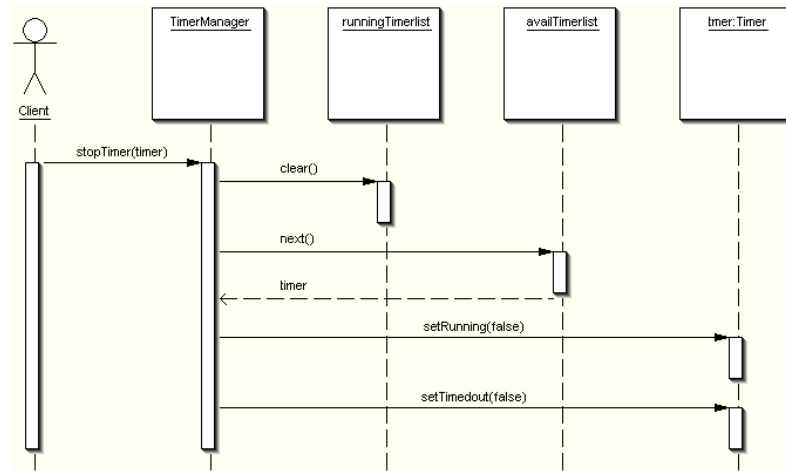 TimerManager
runningTimerlist
availTimerlist
tmer:Timer
Client
stopTimer(timer)
clear()
next()
timer
setRunning(false)
setTimedout(false)